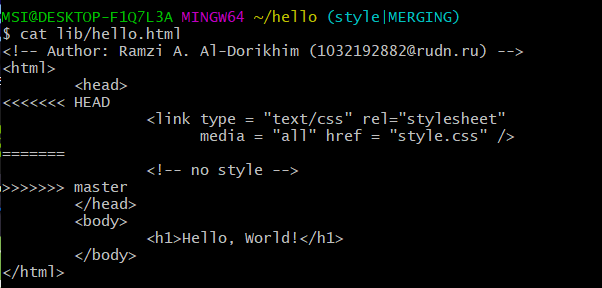 MSI@DESKTOP-F1Q7L3A MINGW64 ~/hello (style|MERGING)
$ cat lib/hello.html
<!-- Author: Ramzi A. Al-Dorikhim (1032192882@rudn.ru) -->
<html>
        <head>
<<<<<<< HEAD
                <link type = "text/css" rel="stylesheet"
                      media = "all" href = "style.css" />
=======
                <!-- no style -->
>>>>>>> master
        </head>
        <body>
                <h1>Hello, World!</h1>
        </body>
</html>